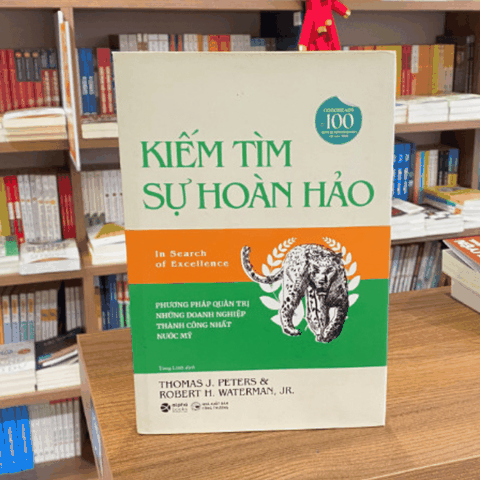 100
KIẾM TÌM
SỰ HOÀN HẢO
In Search
of Excellence
PHƯƠNG PHÁP QUẢN TRỊ
NHỮNG DOANH NGHIỆP
THÀNH CÔNG NHẤT
NƯỚC MỸ
THOMAS J. PETERS &
ROBERT H. WATERMAN, JR.